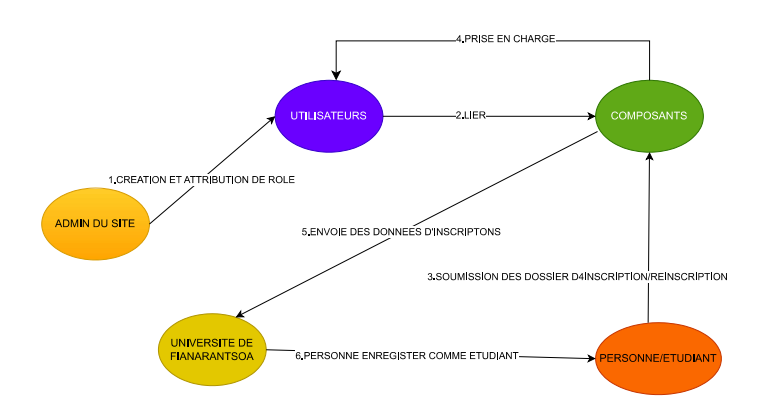 4.PRISE EN CHARGE
UTILISATEURS
2.LIER
COMPOSANTS
1.CREATION ET ATTRIBUTION DE ROLE
ADMIN DU SITE
5.ENVOIE DES DONNEES D'INSCRIPTONS
3.SOUMISSION DES DOSSIER D4INSCRIPTION/REINSCRIPTION
UNIVERSITE DE
FIANARANTSOA
6.PERSONNE ENREGISTER COMME ETUDIANT
PERSONNE/ETUDIANT